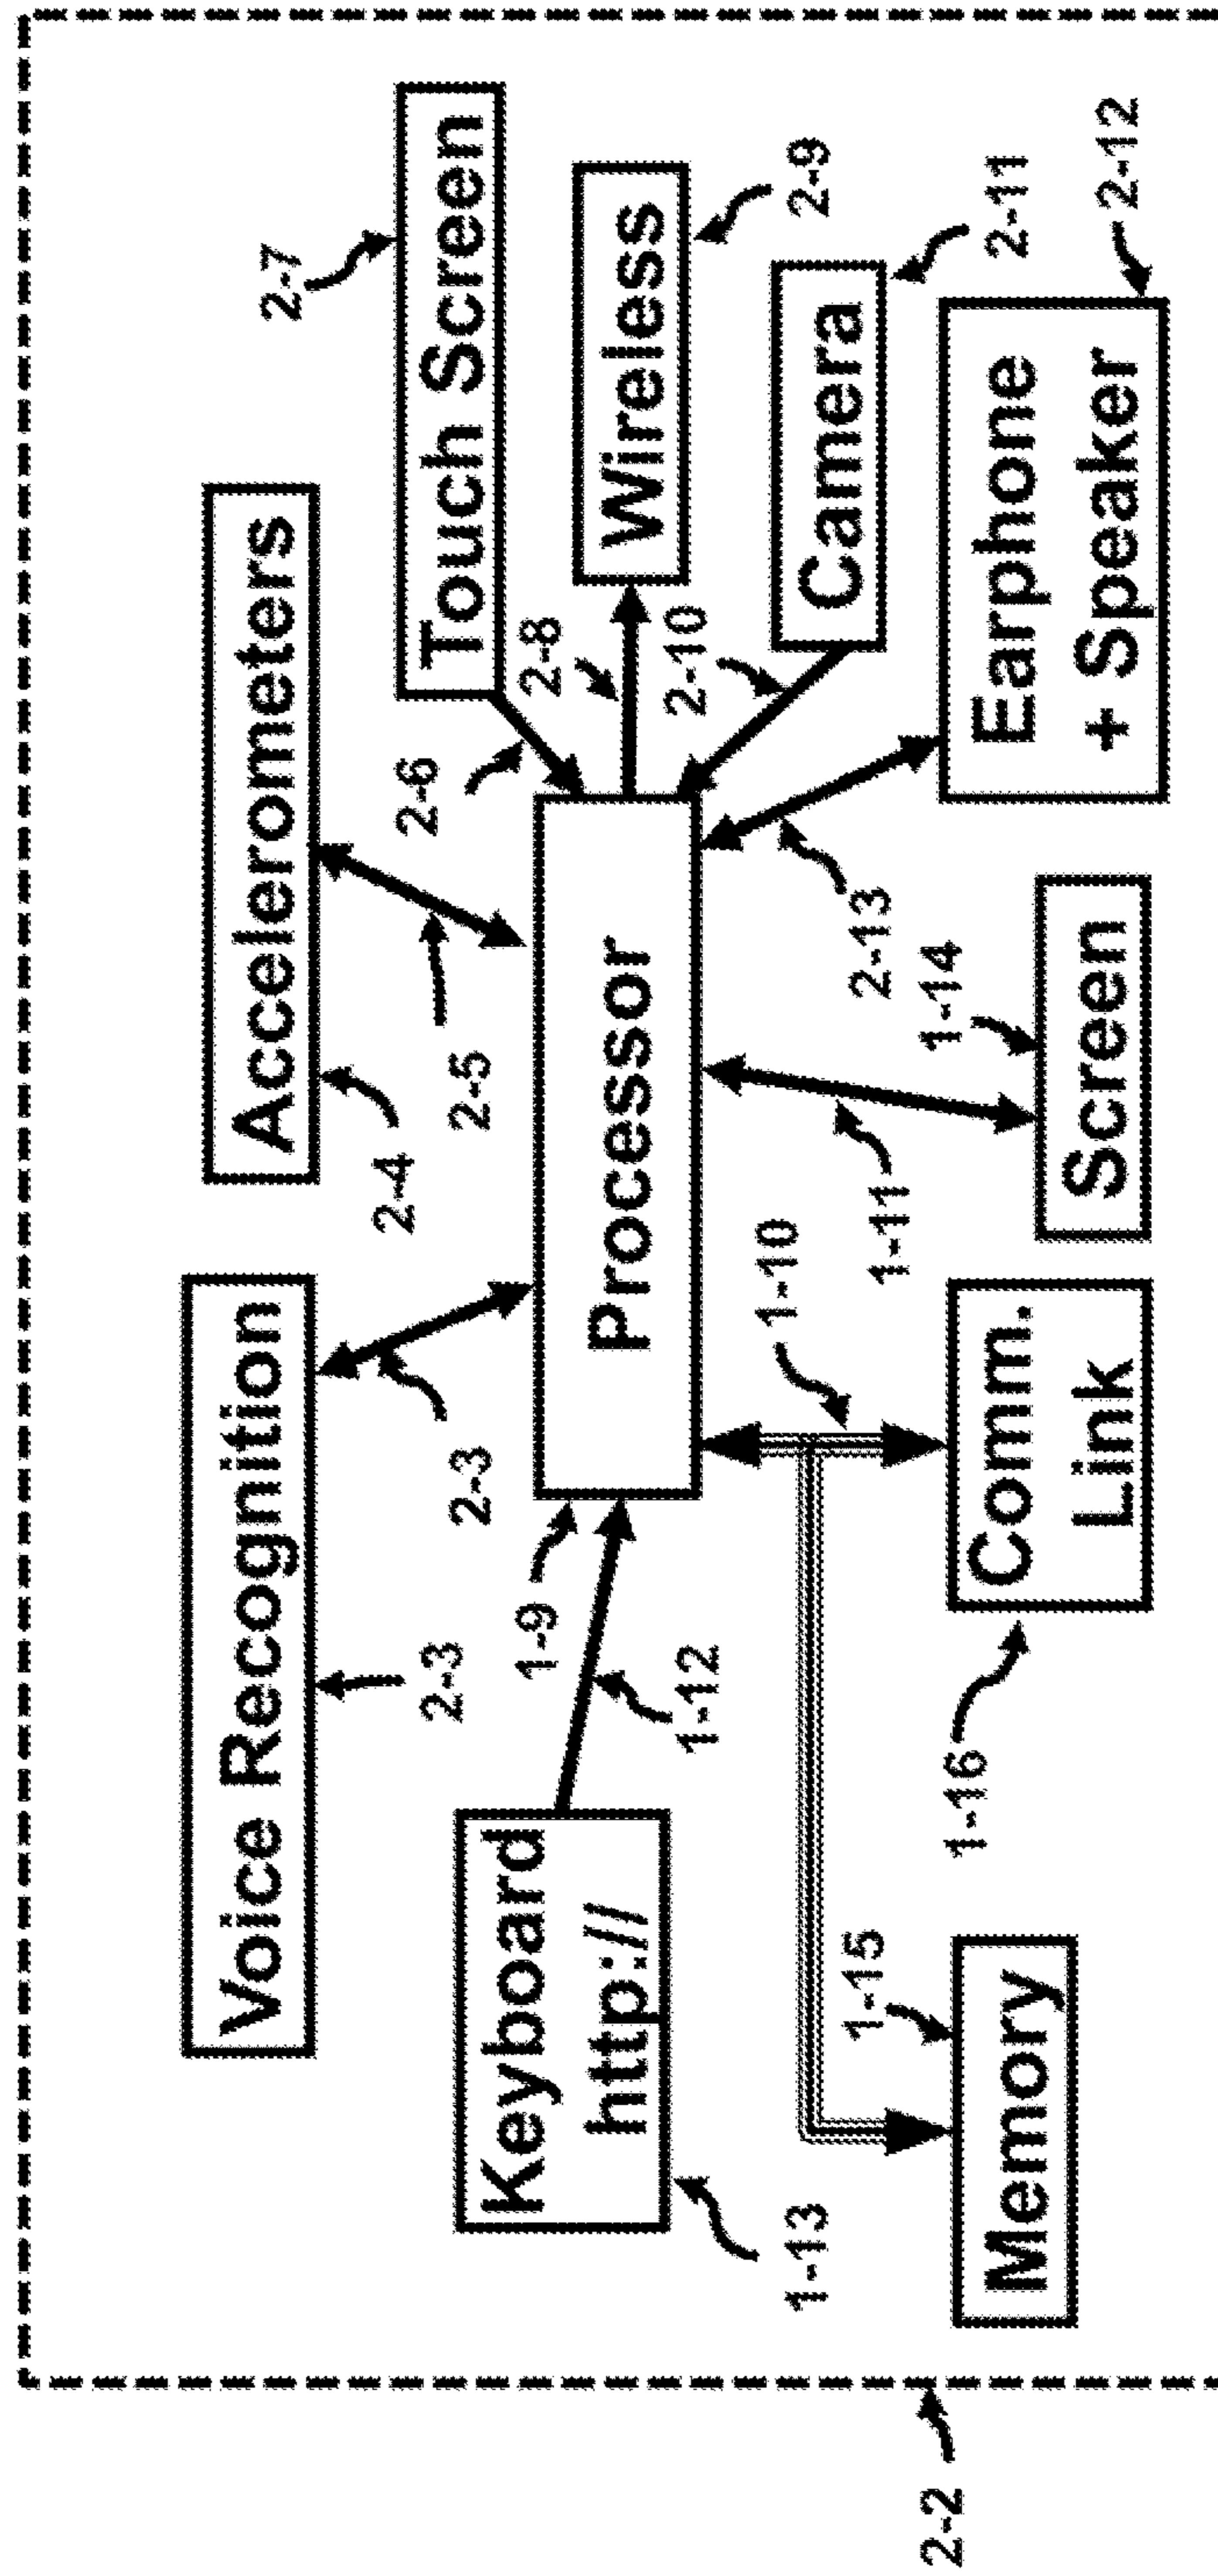 Voice Recognition
Accelerometers
2-7
2-3
2-3
2-4
2-5
2-6
Touch Screen
Keyboard
http://
1-9
Processor
2-8
Wireless
2-9
1-12
2-10
1-13
1-10
Camera
2-11
1-15
1-11
2-13
1-14
2-2
1-16
Memory
Comm.
Link
Screen
Earphone
+ Speaker
2-12